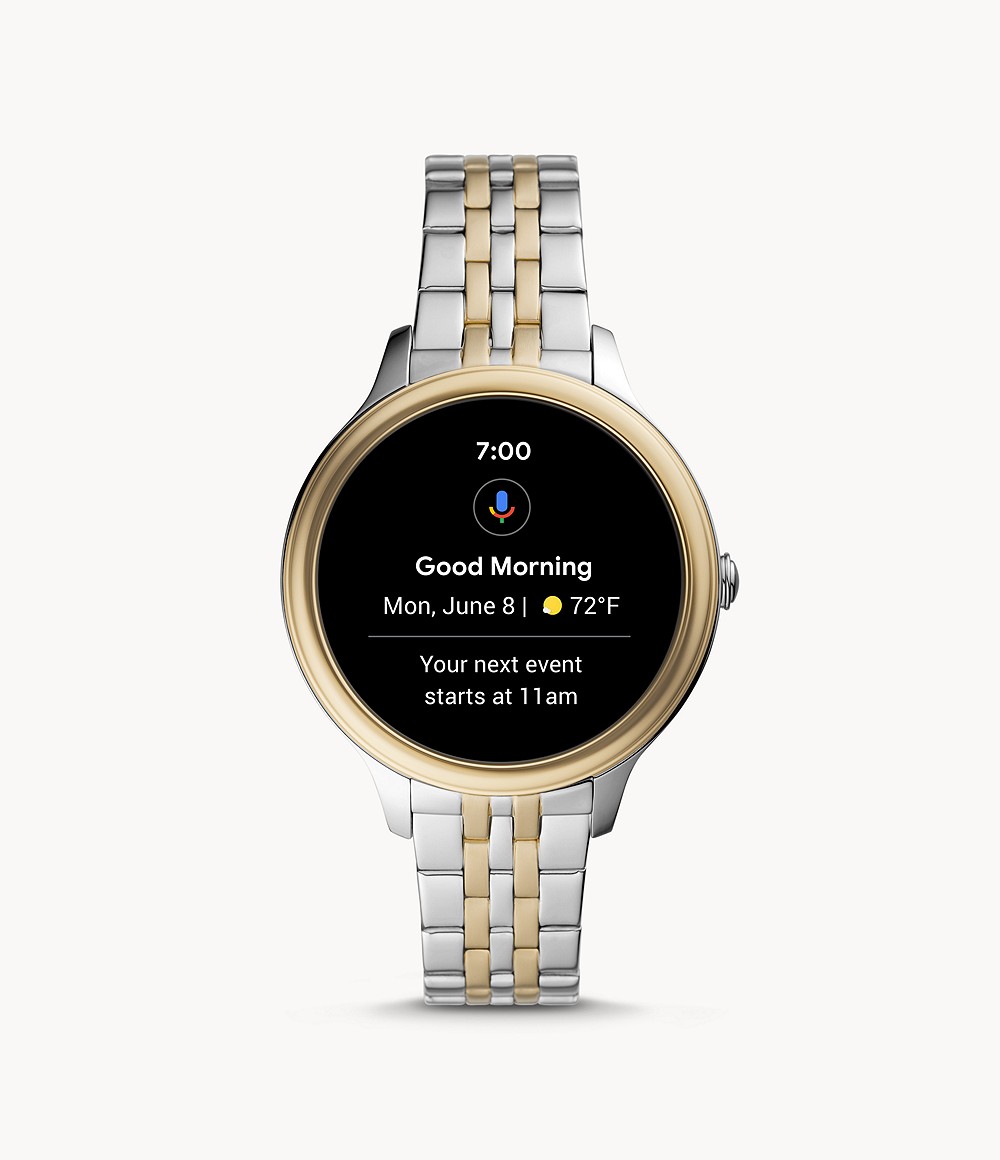 7:00
Good Morning
Mon, June 8 | 72°F
Your next event
starts at 11am